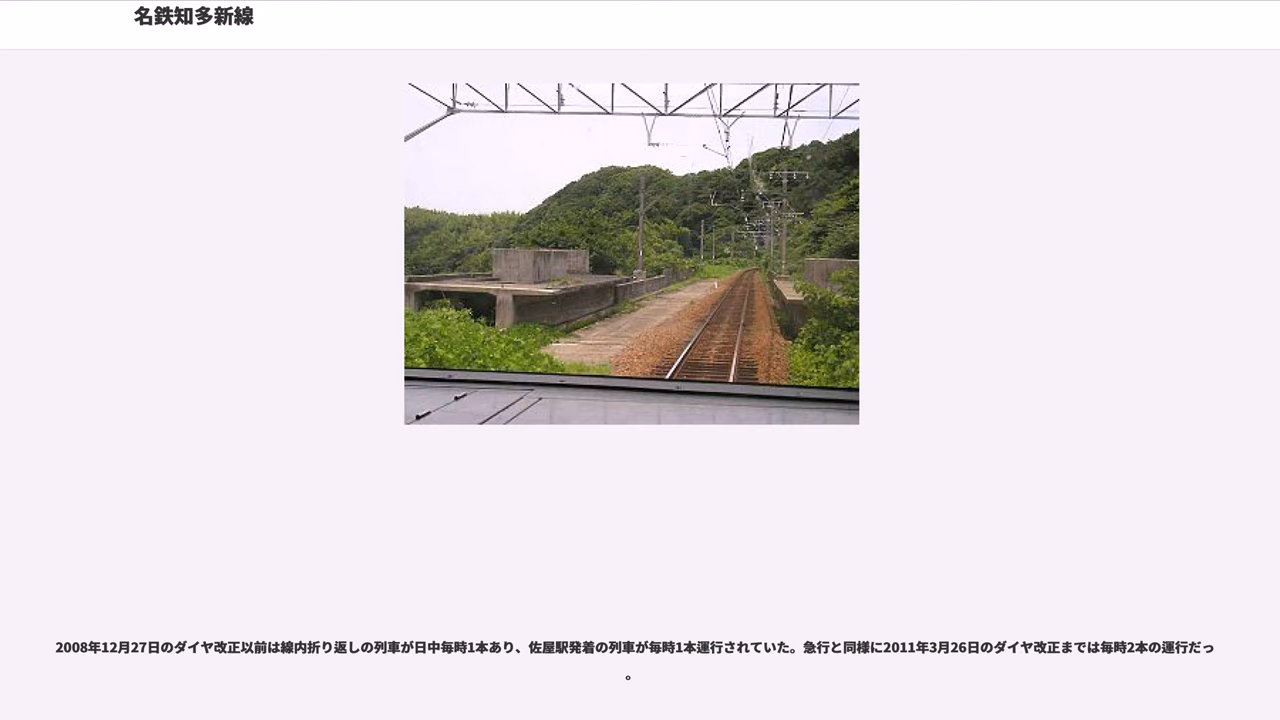 名鉄知多新線
2008年12月27日のダイヤ改正以前は線内折り返しの列車が日中毎時1本あり、佐屋駅発着の列車が毎時1本運行されていた。急行と同様に2011年3月26日のダイヤ改正までは毎時2本の運行だっ
。